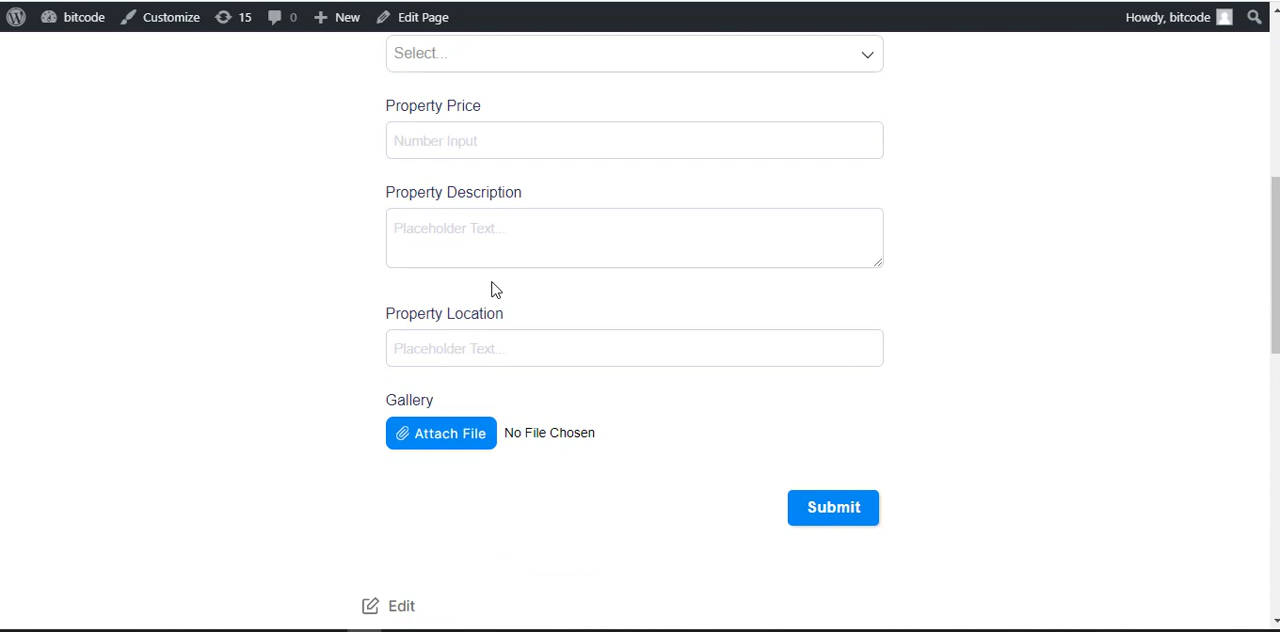 bitcode Customize 15 0 New Edit Page Howdy, bitcode
Select...
Property Price
Number Input
Property Description
Placeholder Text...
Property Location
Placeholder Text...
Gallery
Attach File No File Chosen
Submit
Edit